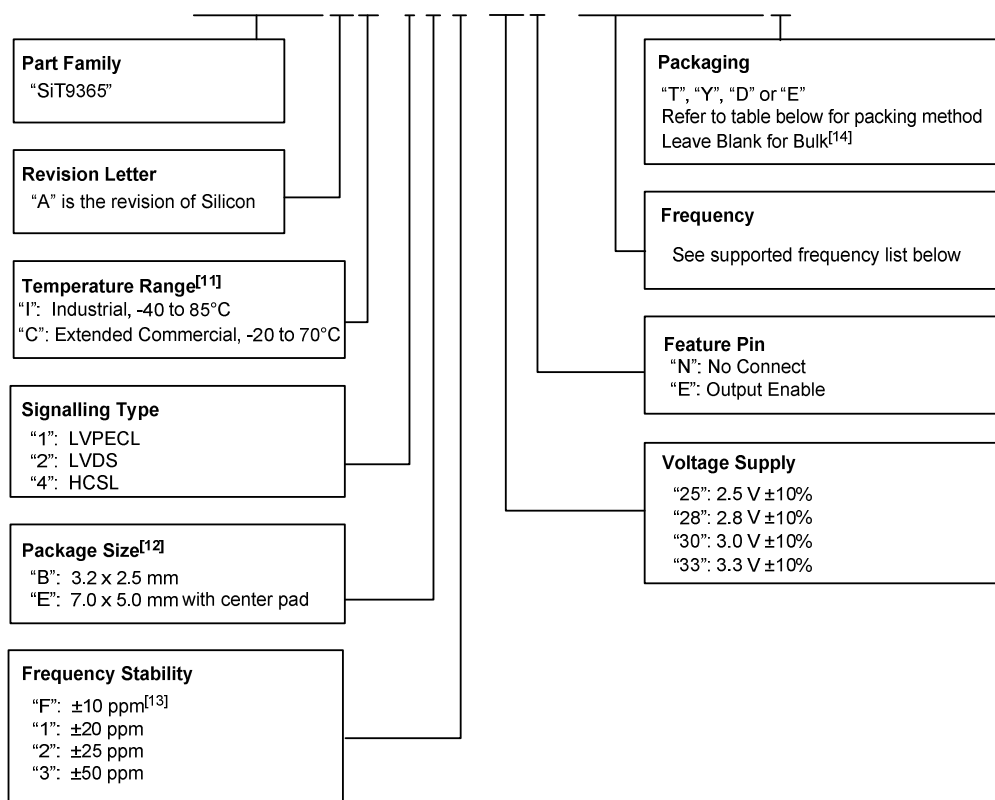 Part Family
“SiT9365”
Revision Letter
“A” is the revision of Silicon
Temperature Range[11]
“I”: Industrial, -40 to 85°C
“C”: Extended Commercial, -20 to 70°C
Signalling Type
“1”: LVPECL
“2”: LVDS
“4”: HCSL
Package Size[12]
“B”: 3.2 x 2.5 mm
“E”: 7.0 x 5.0 mm with center pad
Frequency Stability
“F”: ±10 ppm[13]
“1”: ±20 ppm
“2”: ±25 ppm
“3”: ±50 ppm
Packaging
“T”, “Y”, “D” or “E”
Refer to table below for packing method
Leave Blank for Bulk[14]
Frequency
See supported frequency list below
Feature Pin
“N”: No Connect
“E”: Output Enable
Voltage Supply
“25”: 2.5 V ±10%
“28”: 2.8 V ±10%
“30”: 3.0 V ±10%
“33”: 3.3 V ±10%